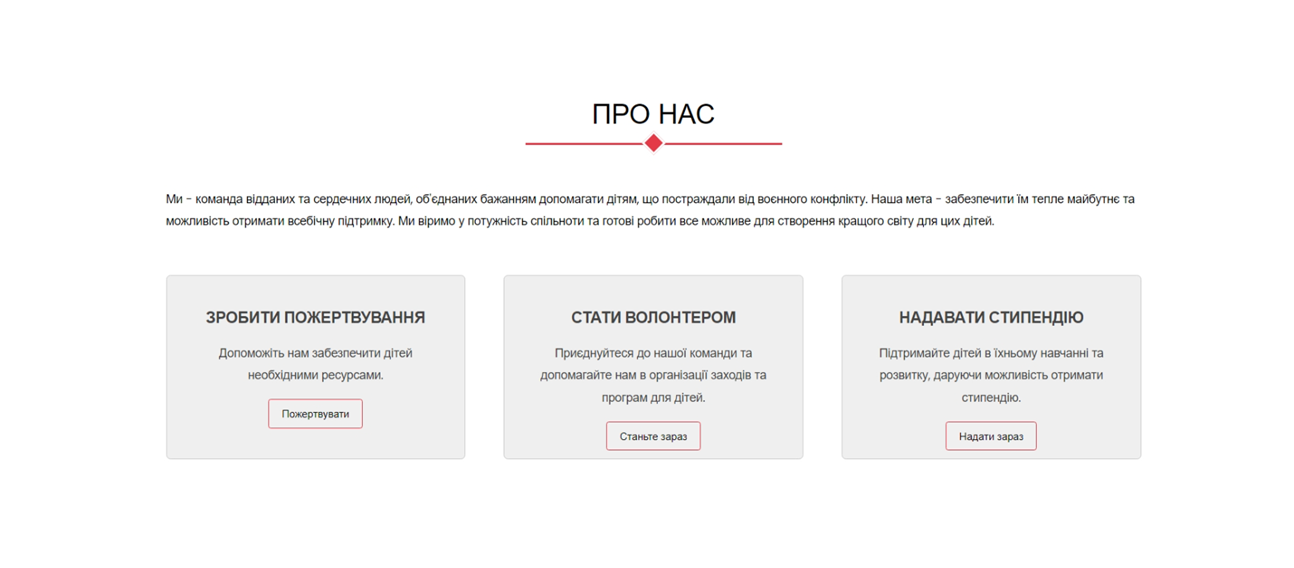 ПРО НАС
Ми - команда відданих та сердечних людей, об'єднаних бажанням допомагати дітям, що постраждали від воєнного конфлікту. Наша мета - забезпечити їм тепле майбутнє та
можливість отримати всебічну підтримку. Ми віримо у потужність спільноти та готові робити все можливе для створення кращого світу для цих дітей.
ЗРОБИТИ ПОЖЕРТВУВАННЯ
Допоможіть нам забезпечити дітей
необхідними ресурсами.
Пожертвувати
СТАТИ ВОЛОНТЕРОМ
Приєднуйтеся до нашої команди та
допомагайте нам в організації заходів та
програм для дітей.
Станьте зараз
НАДАВАТИ СТИПЕНДІЮ
Підтримайте дітей в їхньому навчанні та
розвитку, даруючи можливість отримати
стипендію.
Надати зараз